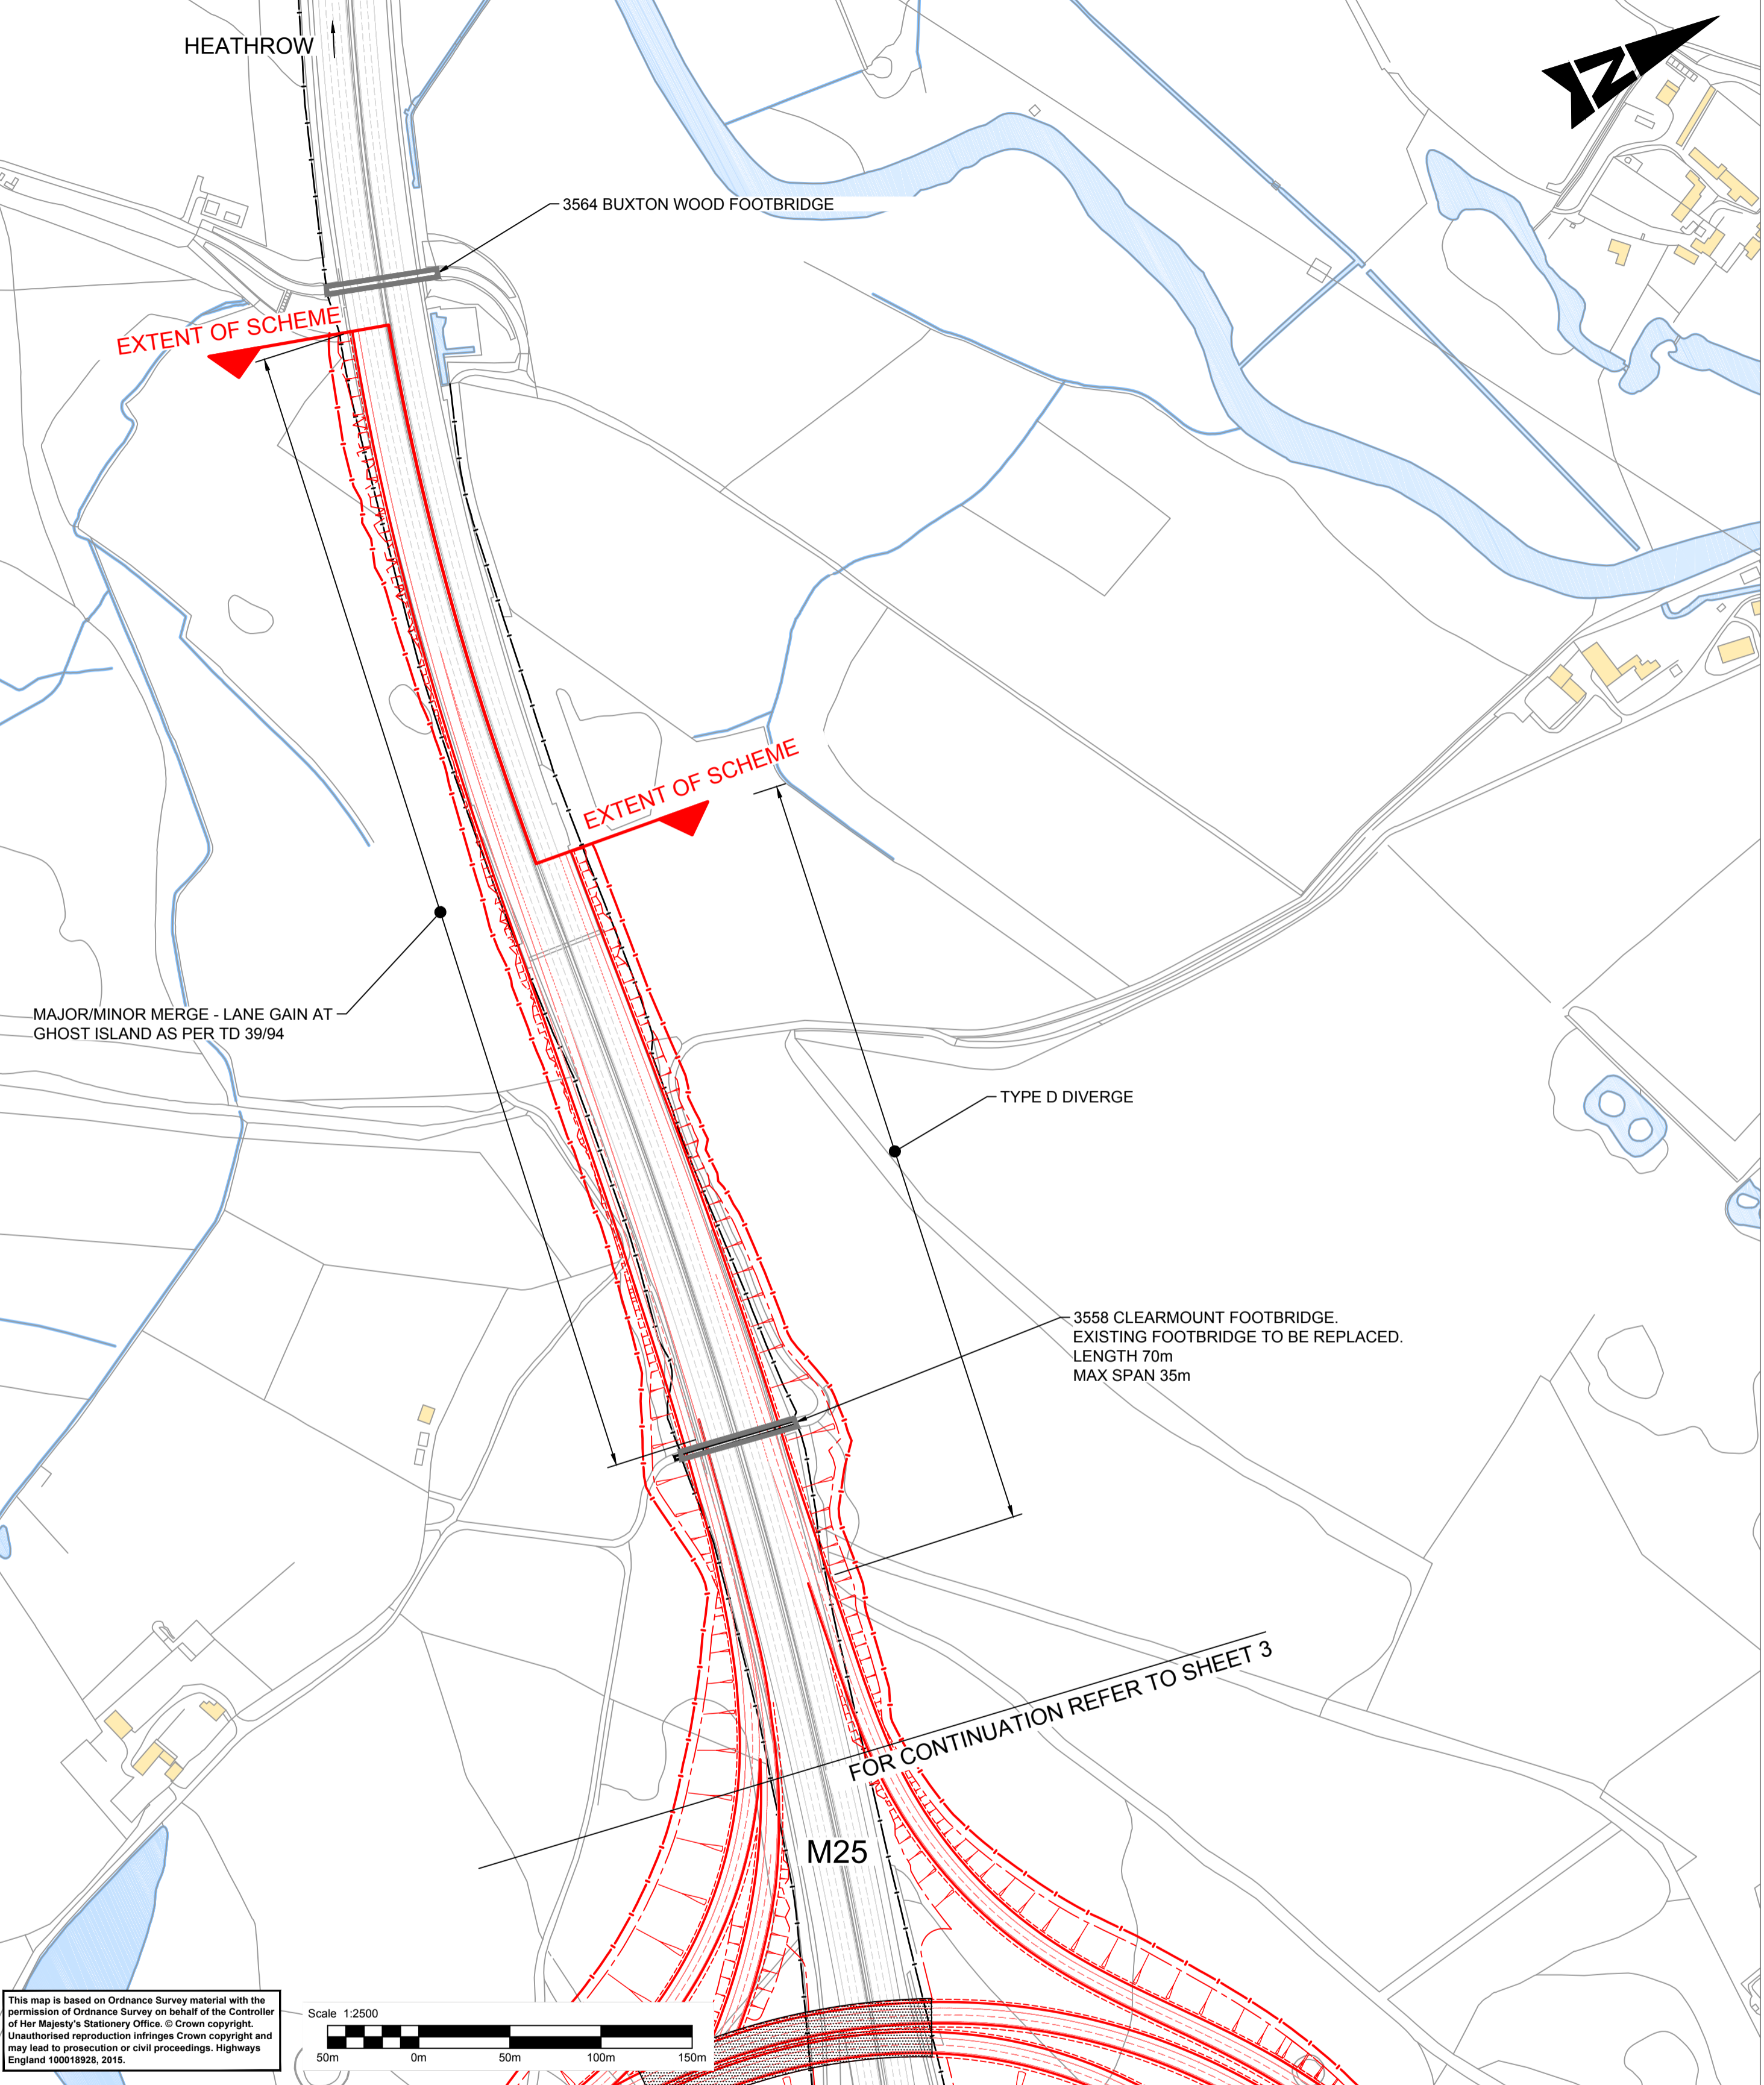 HEATHROW
N
3564 BUXTON WOOD FOOTBRIDGE
EXTENT OF SCHEME
EXTENT OF SCHEME
MAJOR/MINOR MERGE - LANE GAIN AT
GHOST ISLAND AS PER TD 39/94
TYPE D DIVERGE
3558 CLEARMOUNT FOOTBRIDGE.
EXISTING FOOTBRIDGE TO BE REPLACED.
LENGTH 70m
MAX SPAN 35m
FOR CONTINUATION REFER TO SHEET 3
M25
This map is based on Ordnance Survey material with the
permission of Ordnance Survey on behalf of the Controller
of Her Majesty's Stationery Office. © Crown copyright.
Unauthorised reproduction infringes Crown copyright and
may lead to prosecution or civil proceedings. Highways
England 100018928, 2015.
Scale 1:2500
50m 0m 50m 100m 150m